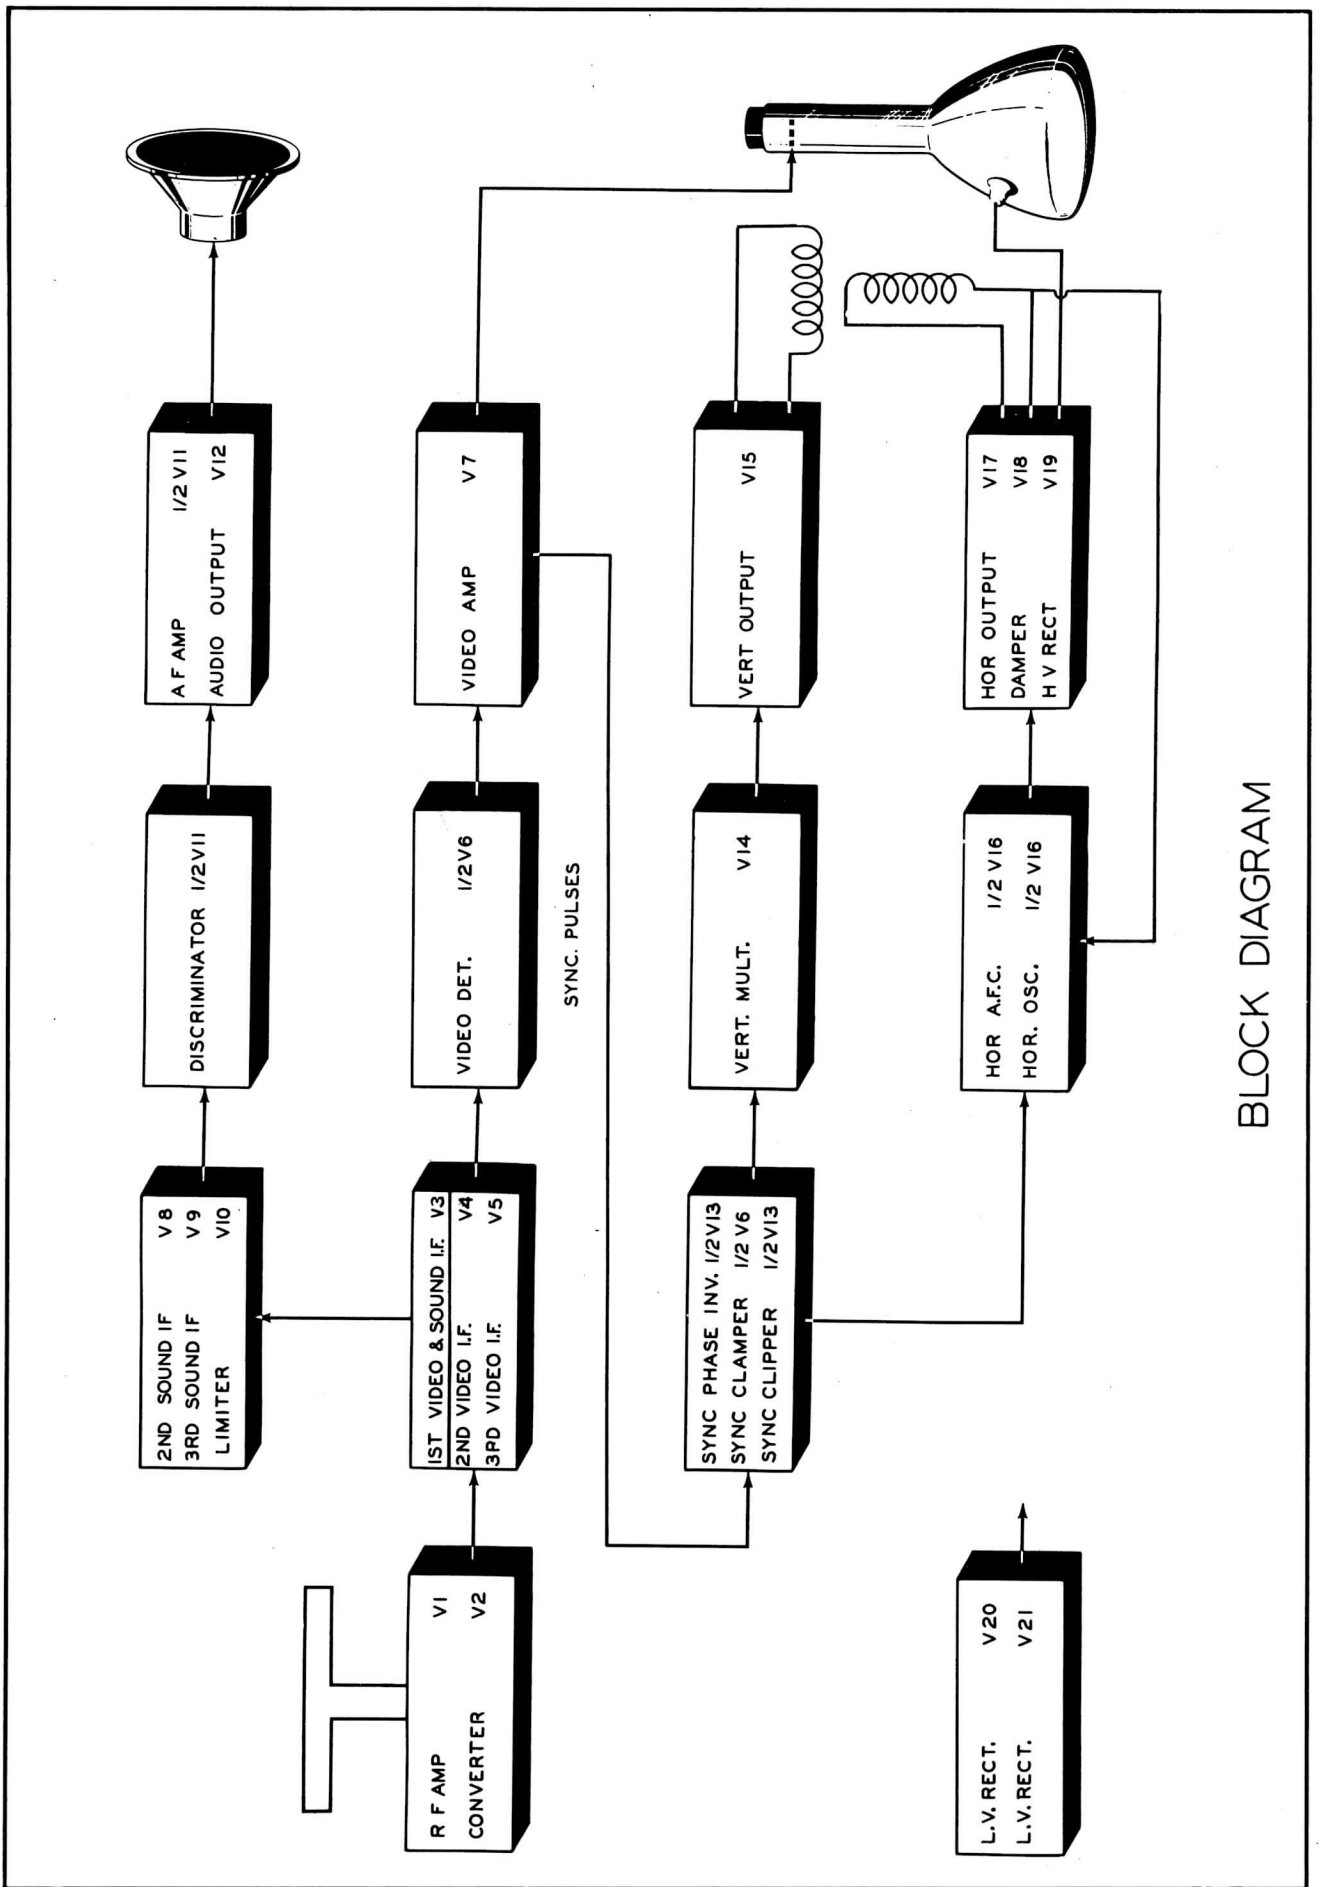 2ND SOUND IF V8
3RD SOUND IF V9
LIMITER V10
DISCRIMINATOR 1/2V11
A F AMP 1/2 V11
AUDIO OUTPUT V12
R F AMP V1
CONVERTER V2
1ST VIDEO & SOUND I.F. V3
2ND VIDEO I.F. V4
3PD VIDEO I.F. V5
VIDEO DET. 1/2V6
VIDEO AMP V7
SYNC. PULSES
SYNC PHASE INV. 1/2V13
SYNC CLAMPER 1/2 V6
SYNC CLIPPER 1/2V13
VERT. MULT. V14
VERT OUTPUT V15
L.V. RECT. V20
L.V. RECT. V21
HOR A.F.C. 1/2 V16
HOR. OSC. 1/2 V16
HOR OUTPUT V17
DAMPER V18
H V RECT V19
BLOCK DIAGRAM